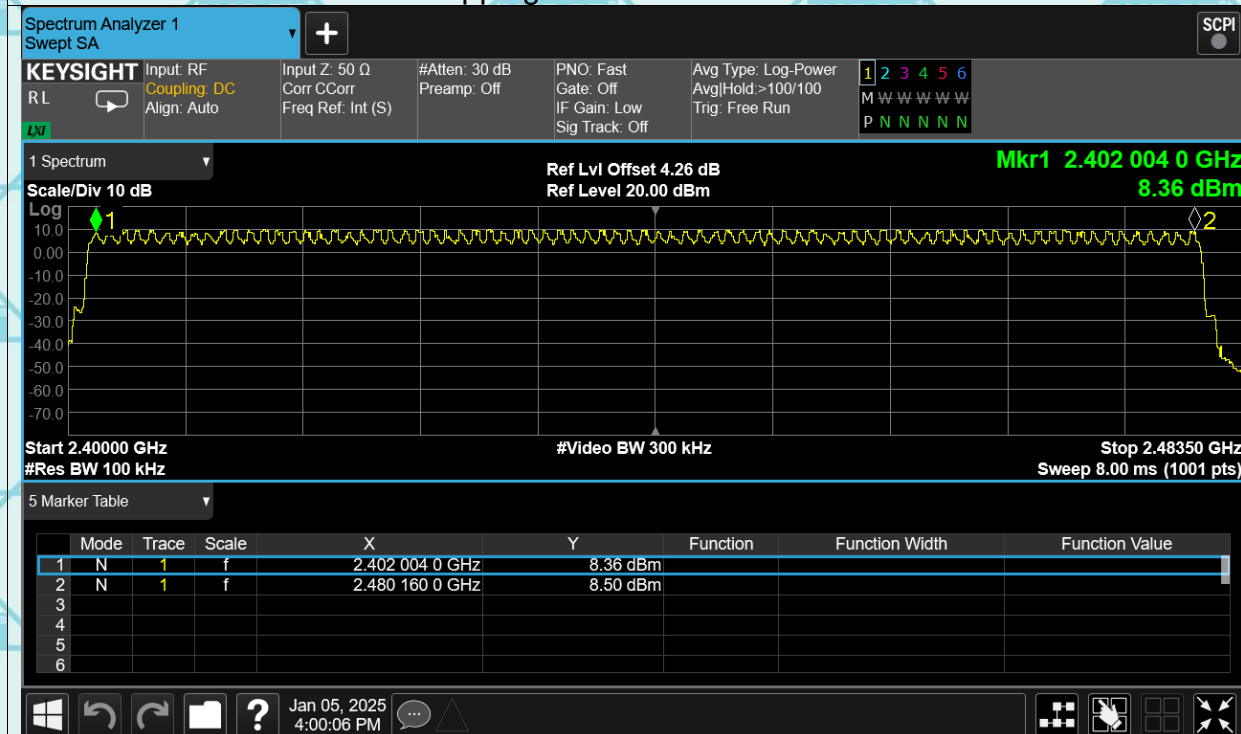 Spectrum Analyzer 1
Swept SA
+
SCPI
KEYSIGHT
RL
LXI
Input: RF
Coupling: DC
Align: Auto
Input Z: 50 Ω
Corr CCorr
Freq Ref: Int (S)
#Atten: 30 dB
Preamp: Off
PNO: Fast
Gate: Off
IF Gain: Low
Sig Track: Off
Avg Type: Log-Power
Avg|Hold:>100/100
Trig: Free Run
1 2 3 4 5 6
M W W W W W W
P N N N N N N
1 Spectrum
Scale/Div 10 dB
Ref Lvl Offset 4.26 dB
Ref Level 20.00 dBm
Mkr1 2.402 004 0 GHz
8.36 dBm
Log
1
2
10.0
0.00
-10.0
-20.0
-30.0
-40.0
-50.0
-60.0
-70.0
Start 2.40000 GHz
#Video BW 300 kHz
Stop 2.48350 GHz
#Res BW 100 kHz
Sweep 8.00 ms (1001 pts)
5 Marker Table
Mode Trace Scale X Y Function Function Width Function Value
1 N 1 f 2.402 004 0 GHz 8.36 dBm
2 N 1 f 2.480 160 0 GHz 8.50 dBm
3
4
5
6
?
Jan 05, 2025
4:00:06 PM